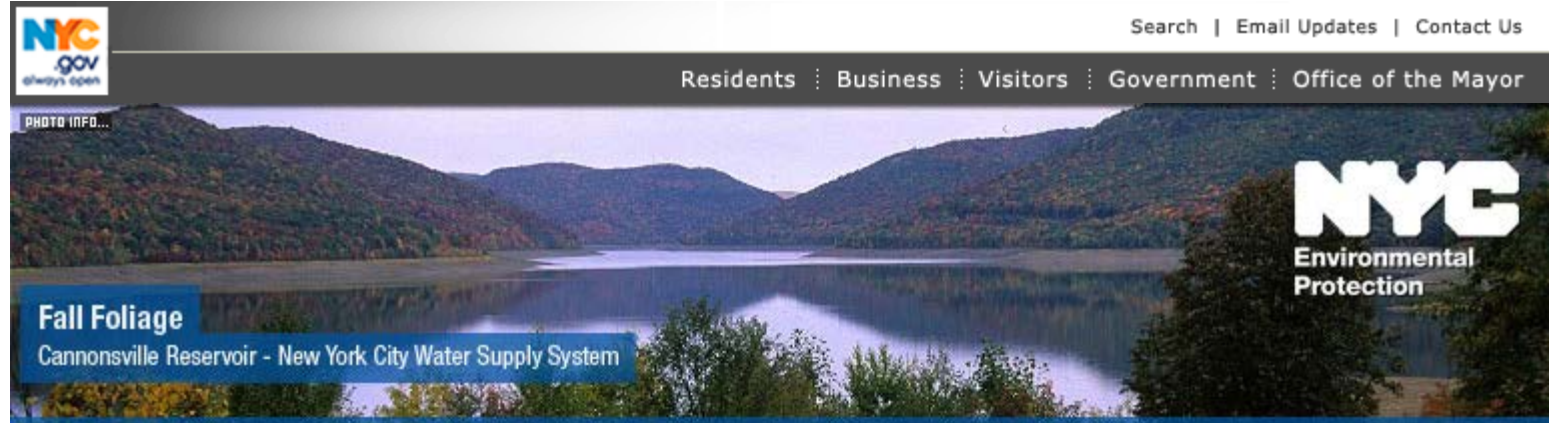 NYC
.gov
always open
Search | Email Updates | Contact Us
Residents Business Visitors Government Office of the Mayor
PHOTO INFO...
NYC
Environmental
Protection
Fall Foliage
Cannonsville Reservoir - New York City Water Supply System